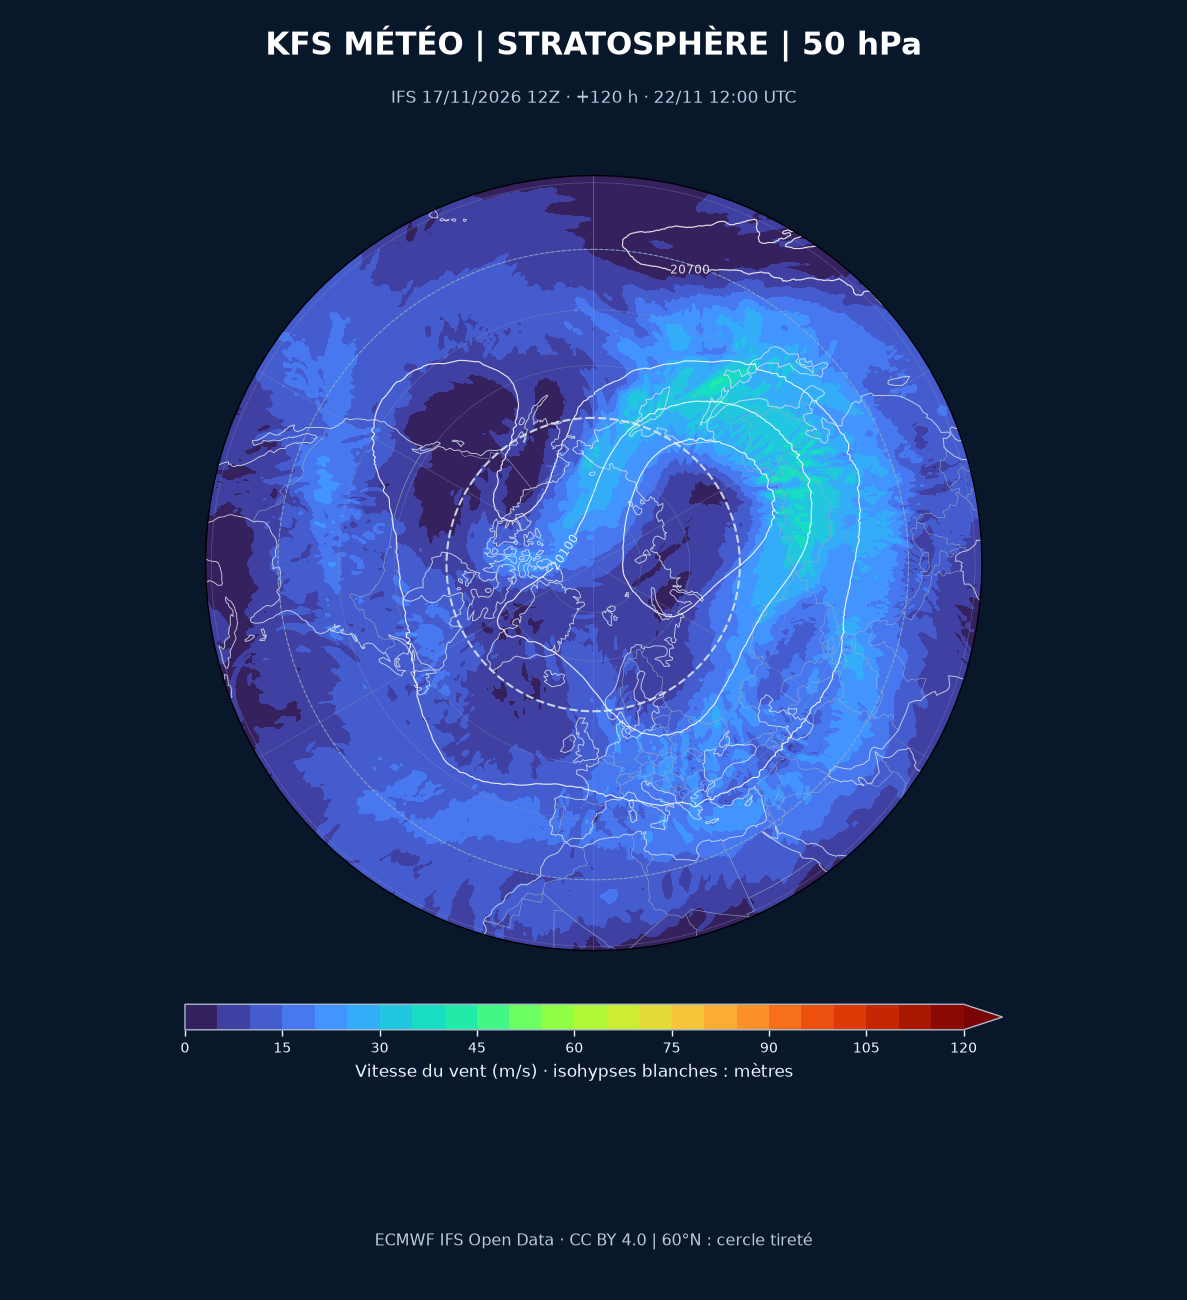 KFS MÉTÉO | STRATOSPHÈRE | 50 hPa
IFS 17/11/2026 12Z · +120 h · 22/11 12:00 UTC
20700
0 15 30 45 60 75 90 105 120
Vitesse du vent (m/s) · isohypses blanches : mètres
ECMWF IFS Open Data · CC BY 4.0 | 60°N : cercle tireté